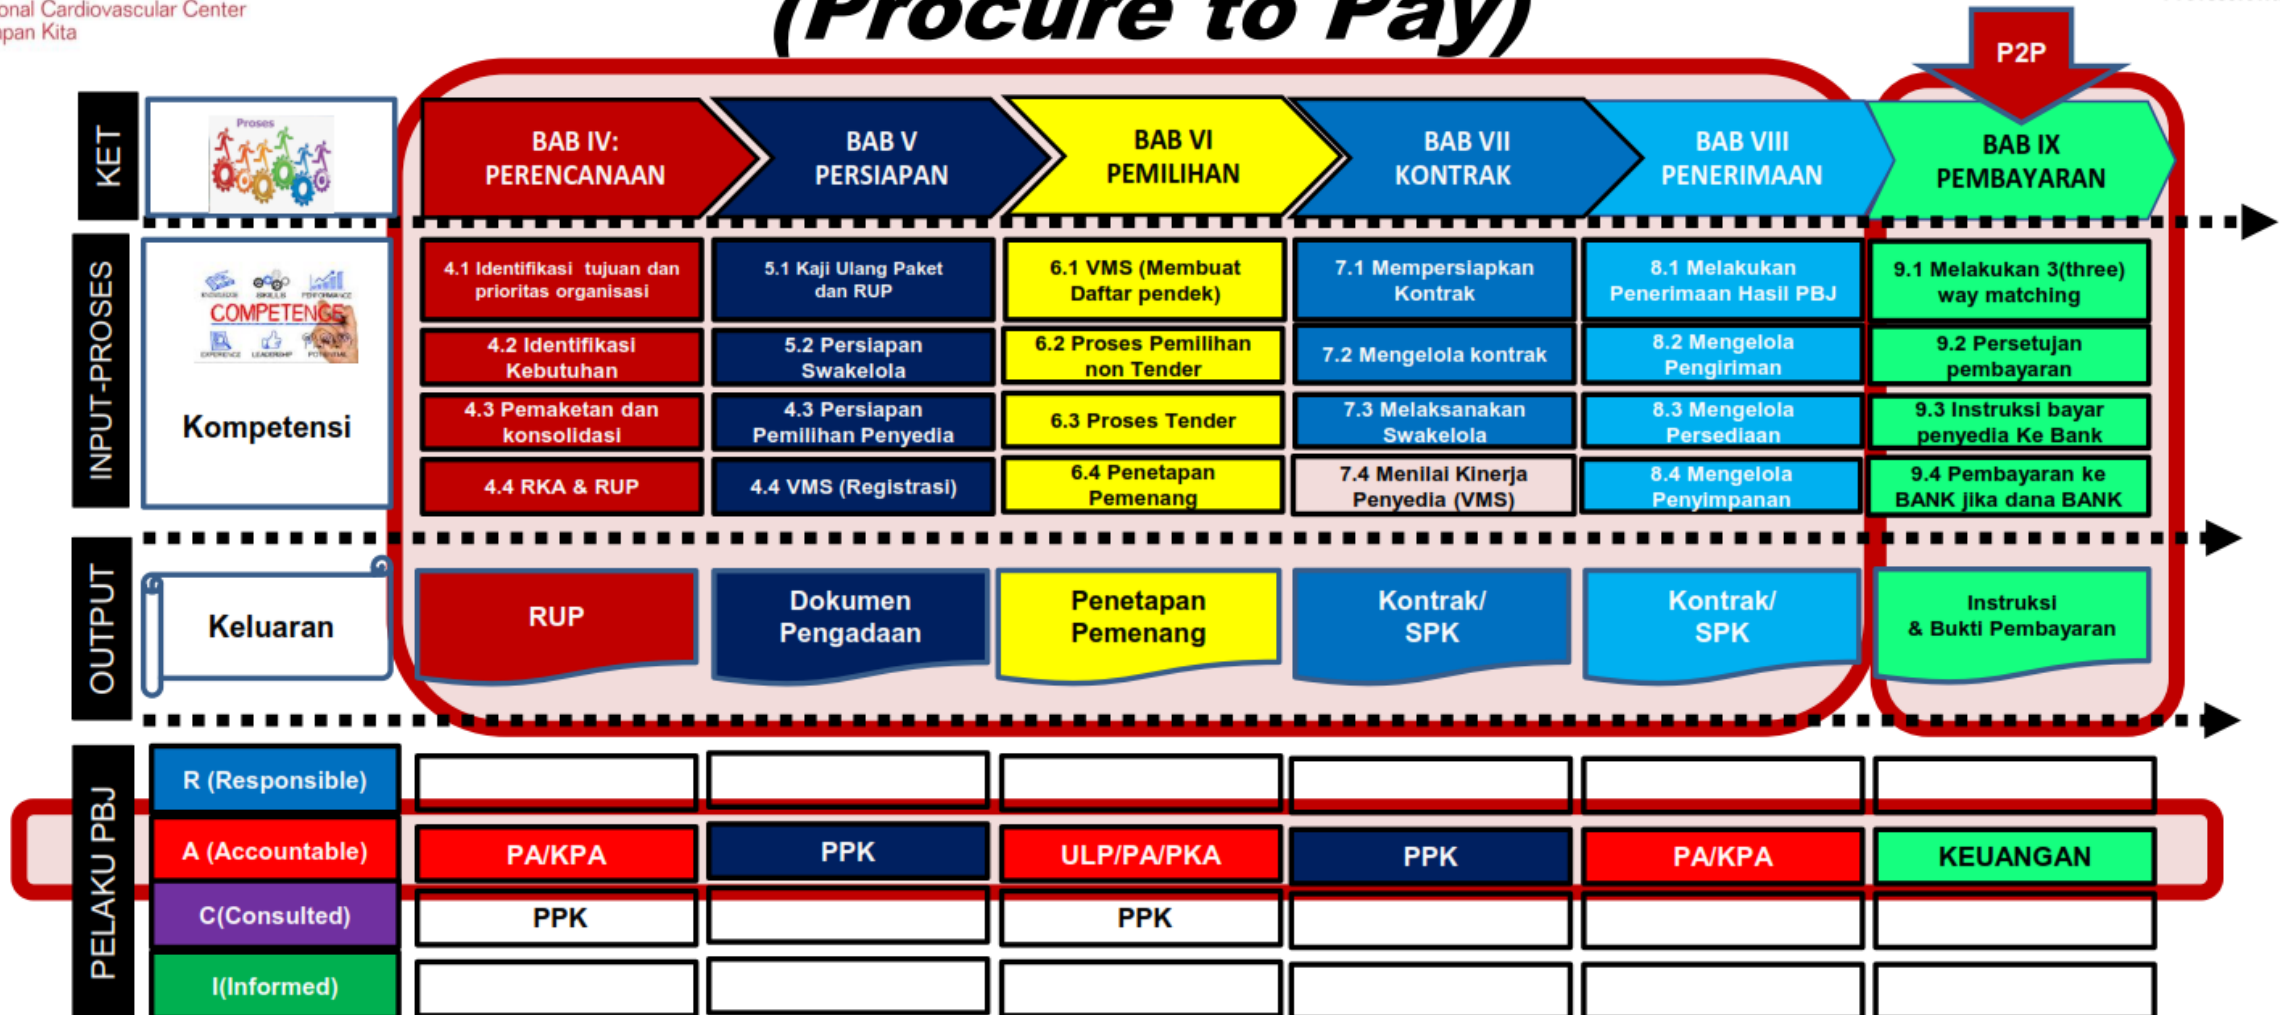 onal Cardiovascular Center
pan Kita
(Procure to Pay)
P2P
KET
Proses
BAB IV:
PERENCANAAN
BAB V
PERSIAPAN
BAB VI
PEMILIHAN
BAB VII
KONTRAK
BAB VIII
PENERIMAAN
BAB IX
PEMBAYARAN
INPUT-PROSES
KNOWLEDGE SKILLS PERFORMANCE
COMPETENCE
EXPERIENCE LEADERSHIP
Kompetensi
4.1 Identifikasi tujuan dan
prioritas organisasi
5.1 Kaji Ulang Paket
dan RUP
6.1 VMS (Membuat
Daftar pendek)
7.1 Mempersiapkan
Kontrak
8.1 Melakukan
Penerimaan Hasil PBJ
9.1 Melakukan 3(three)
way matching
4.2 Identifikasi
Kebutuhan
5.2 Persiapan
Swakelola
6.2 Proses Pemilihan
non Tender
7.2 Mengelola kontrak
8.2 Mengelola
Pengiriman
9.2 Persetujan
pembayaran
4.3 Pemaketan dan
konsolidasi
4.3 Persiapan
Pemilihan Penyedia
6.3 Proses Tender
7.3 Melaksanakan
Swakelola
8.3 Mengelola
Persediaan
9.3 Instruksi bayar
penyedia Ke Bank
4.4 RKA & RUP
4.4 VMS (Registrasi)
6.4 Penetapan
Pemenang
7.4 Menilai Kinerja
Penyedia (VMS)
8.4 Mengelola
Penyimpanan
9.4 Pembayaran ke
BANK jika dana BANK
OUTPUT
Keluaran
RUP
Dokumen
Pengadaan
Penetapan
Pemenang
Kontrak/
SPK
Kontrak/
SPK
Instruksi
& Bukti Pembayaran
PELAKU PBJ
R (Responsible)
A (Accountable)
PA/KPA
PPK
ULP/PA/PKA
PPK
PA/KPA
KEUANGAN
C(Consulted)
PPK
PPK
I(Informed)